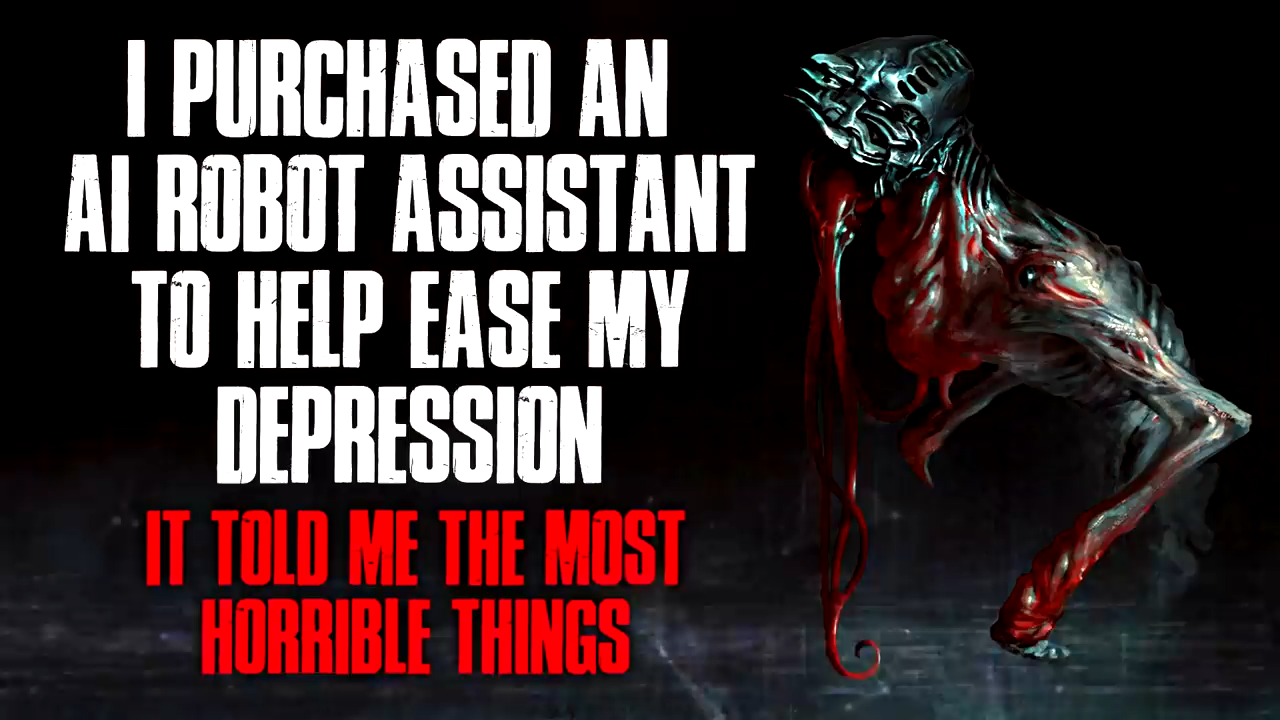 I PURCHASED AN
AI ROBOT ASSISTANT
TO HELP EASE MY
DEPRESSION
IT TOLD ME THE MOST
HORRIBLE THINGS